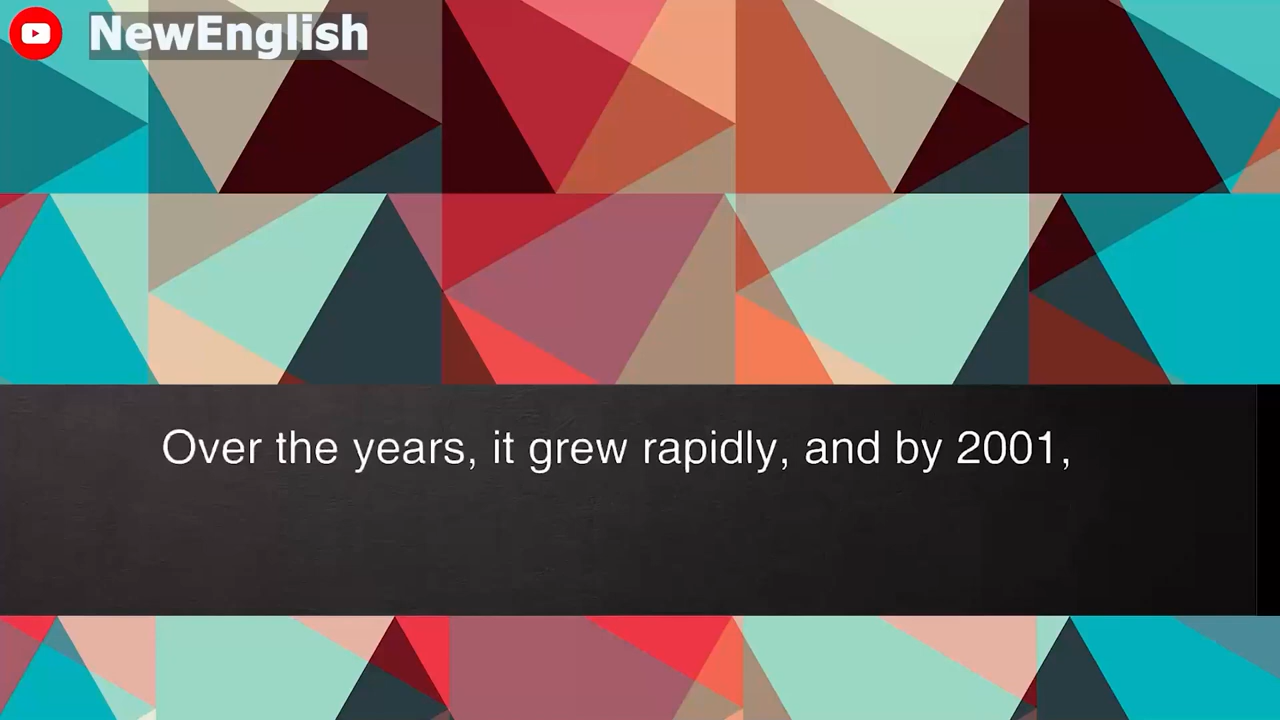 NewEnglish
Over the years, it grew rapidly, and by 2001,